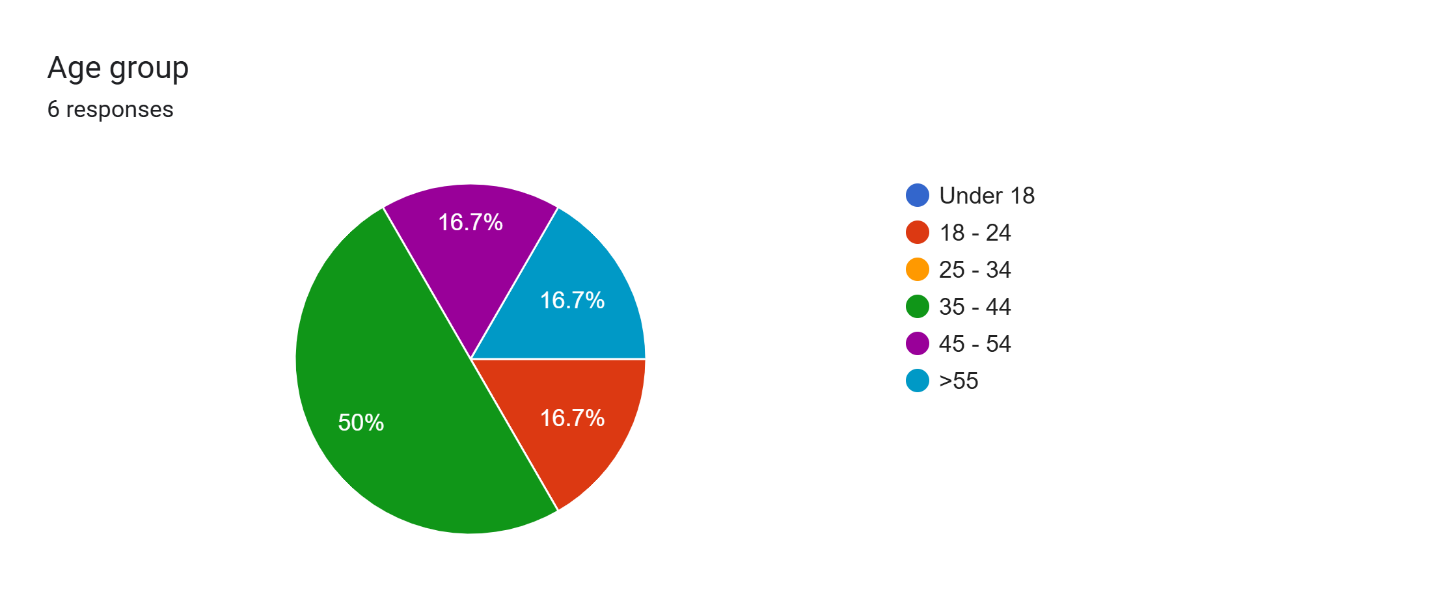 Age group
6 responses
16.7%
16.7%
16.7%
50%
Under 18
18 - 24
25 - 34
35 - 44
45 - 54
>55